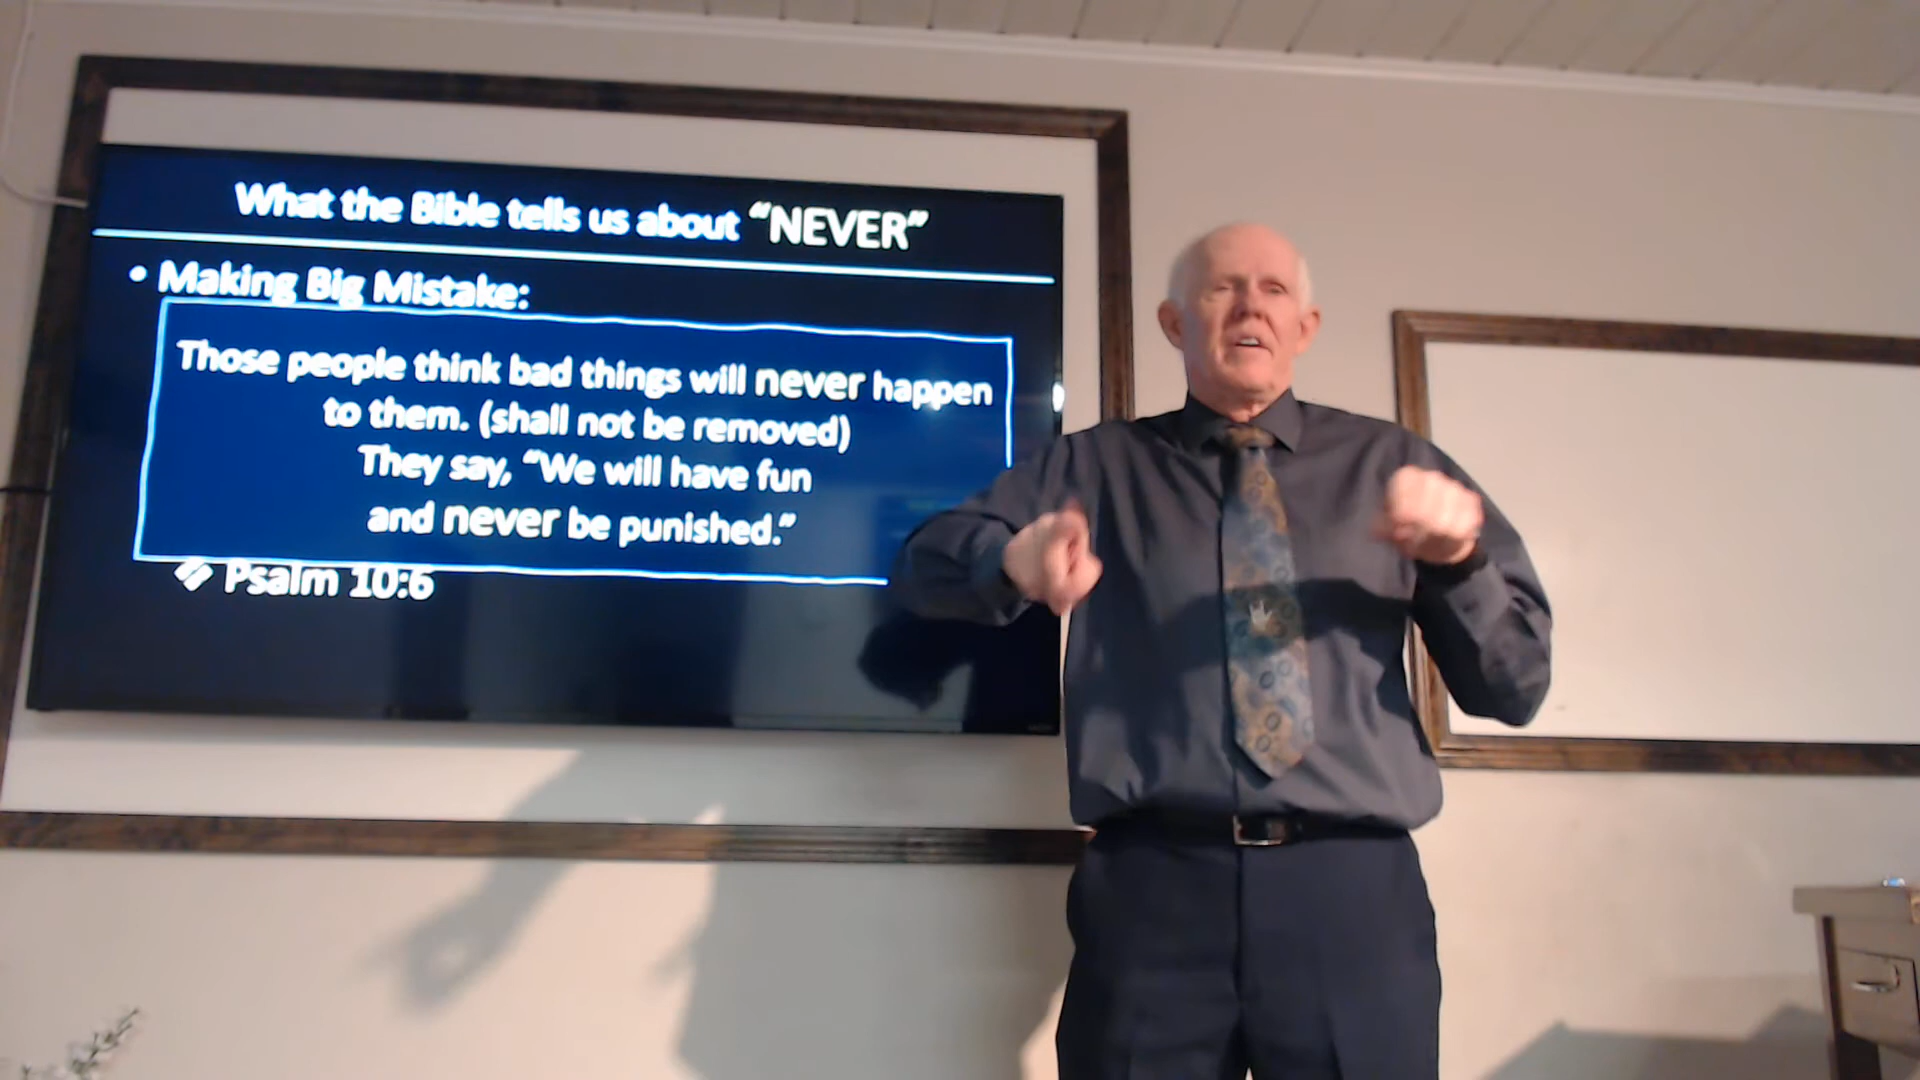 What the Bible tells us about “NEVER”
• Making Big Mistake:
Those people think bad things will never happen
to them. (shall not be removed)
They say, “We will have fun
and never be punished.”
Psalm 10:6